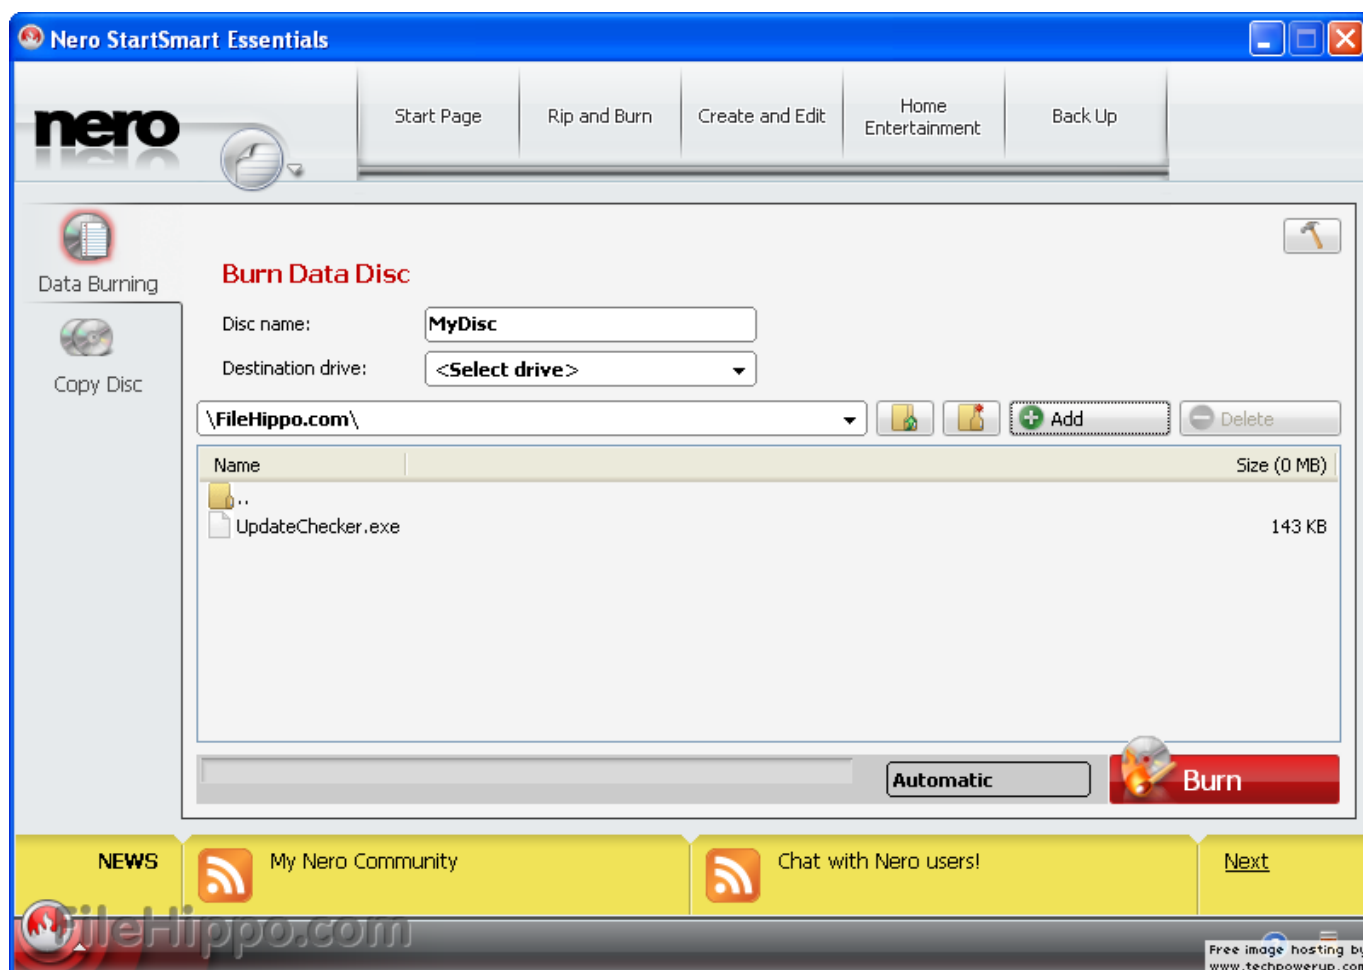 Nero StartSmart Essentials
nero
Start Page
Rip and Burn
Create and Edit
Home
Entertainment
Back Up
Data Burning
Copy Disc
Burn Data Disc
Disc name:
MyDisc
Destination drive:
<Select drive>
\FileHippo.com\
Add
Delete
Name
Size (0 MB)
..
UpdateChecker.exe
143 KB
Automatic
Burn
NEWS
My Nero Community
Chat with Nero users!
Next
FileHippo.com
Free image hosting by
www.techpowerup.com